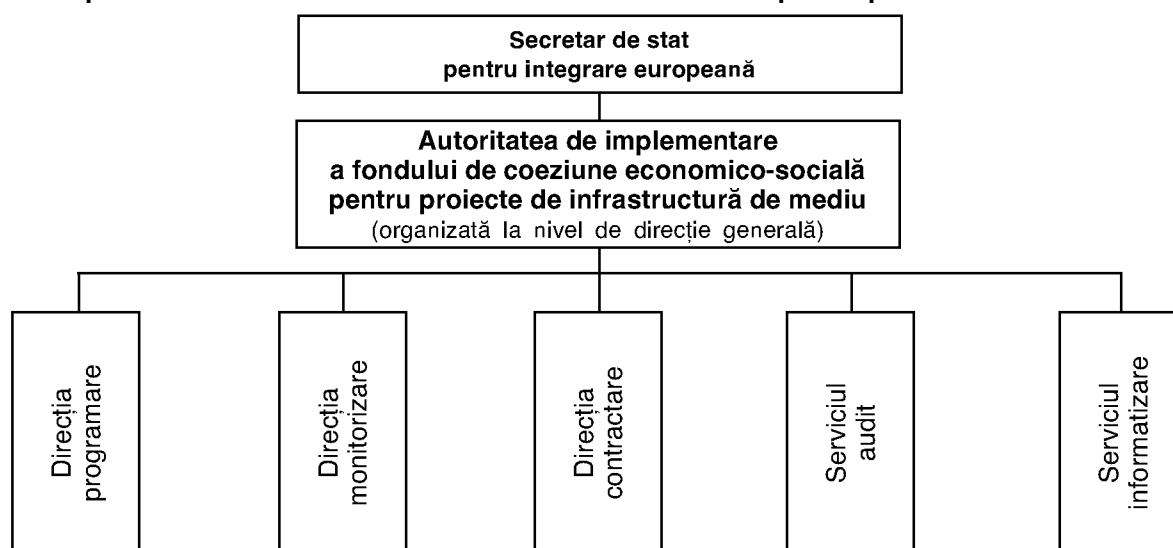 Secretar de stat
pentru integrare europeană
Autoritatea de implementare
a fondului de coeziune economico-socială
pentru proiecte de infrastructură de mediu
(organizată la nivel de direcție generală)
Direcția
programare
Direcția
monitorizare
Direcția
contractare
Serviciul
audit
Serviciul
informatizare